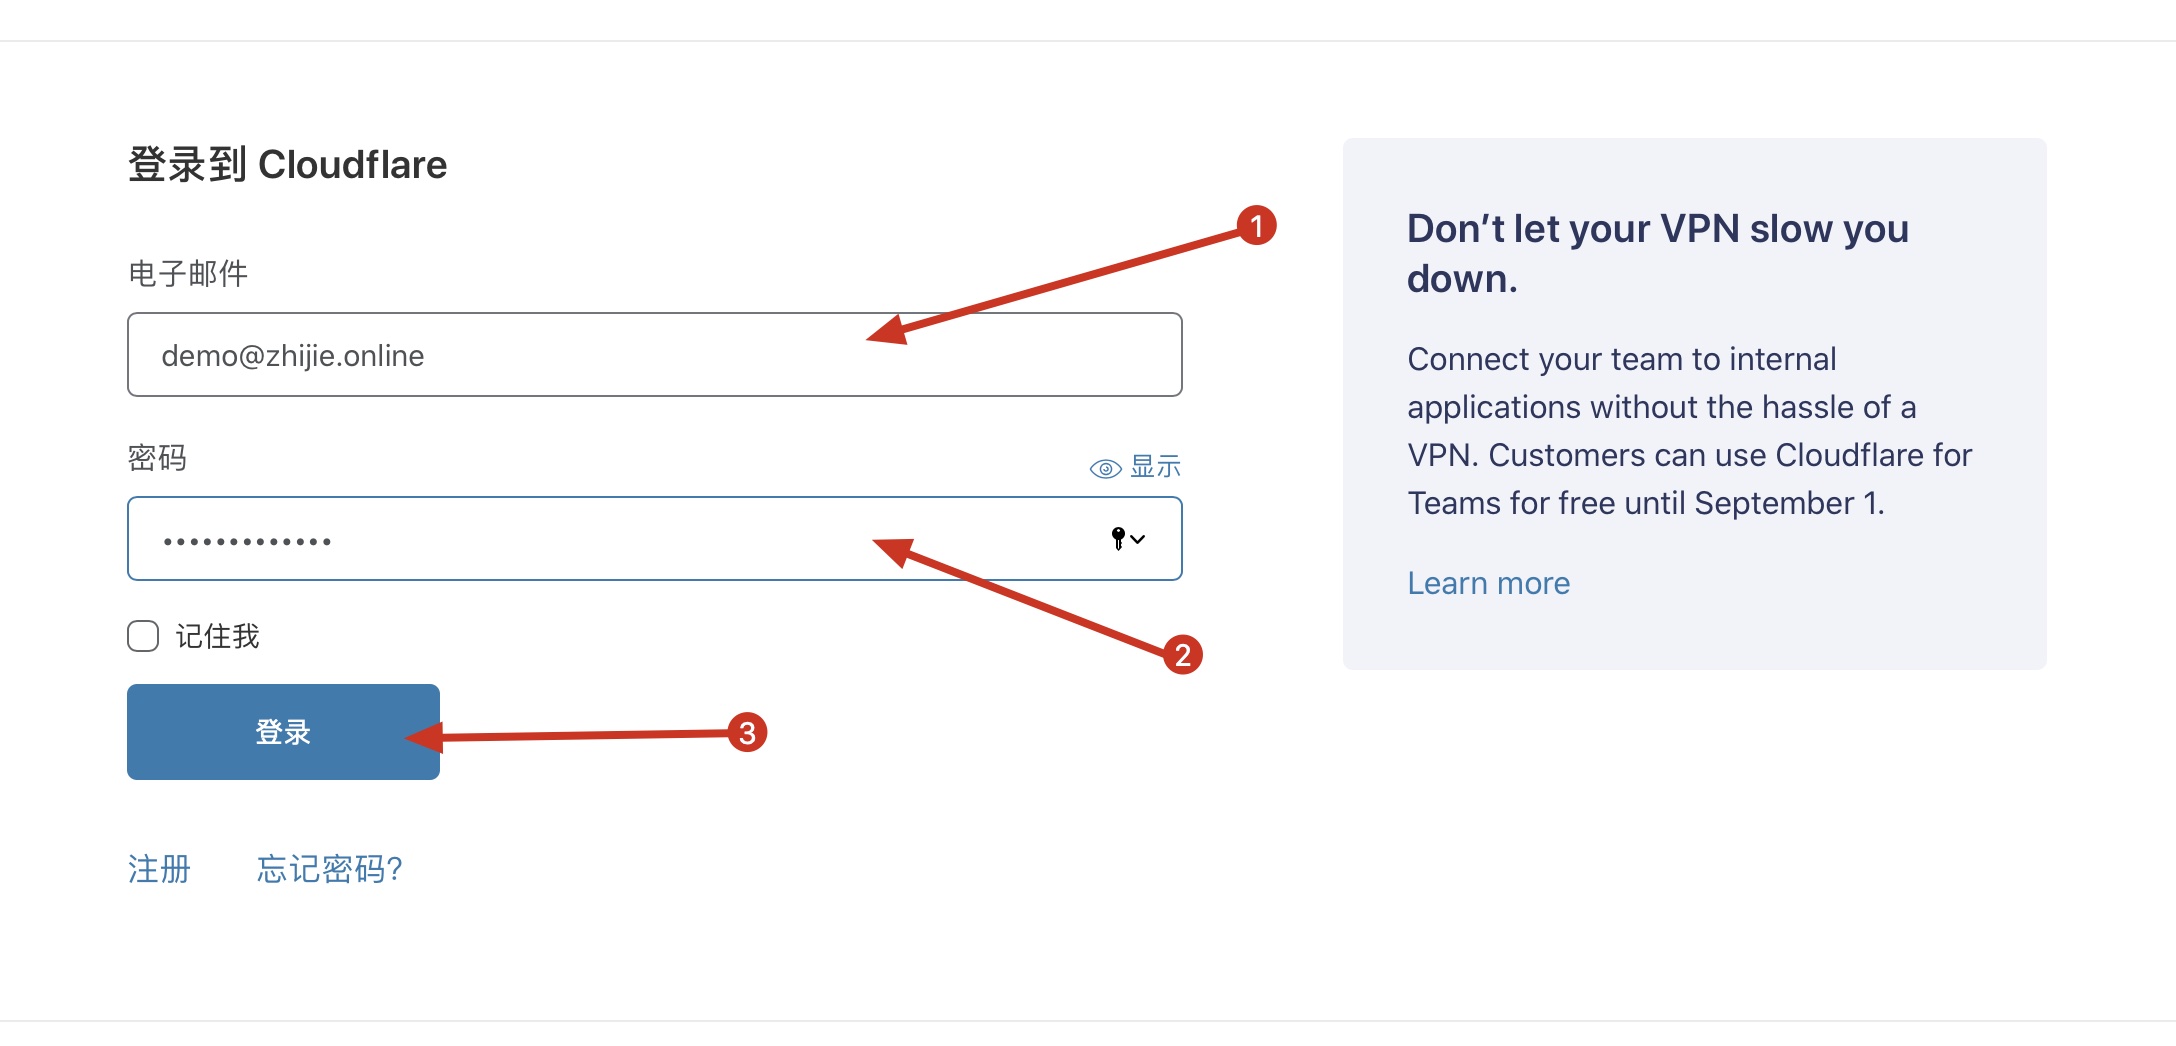 登录到 Cloudflare
电子邮件
demo@zhijie.online
密码
显示
•••••••••••••
记住我
登录
注册
忘记密码?
1
2
3
Don’t let your VPN slow you
down.
Connect your team to internal
applications without the hassle of a
VPN. Customers can use Cloudflare for
Teams for free until September 1.
Learn more